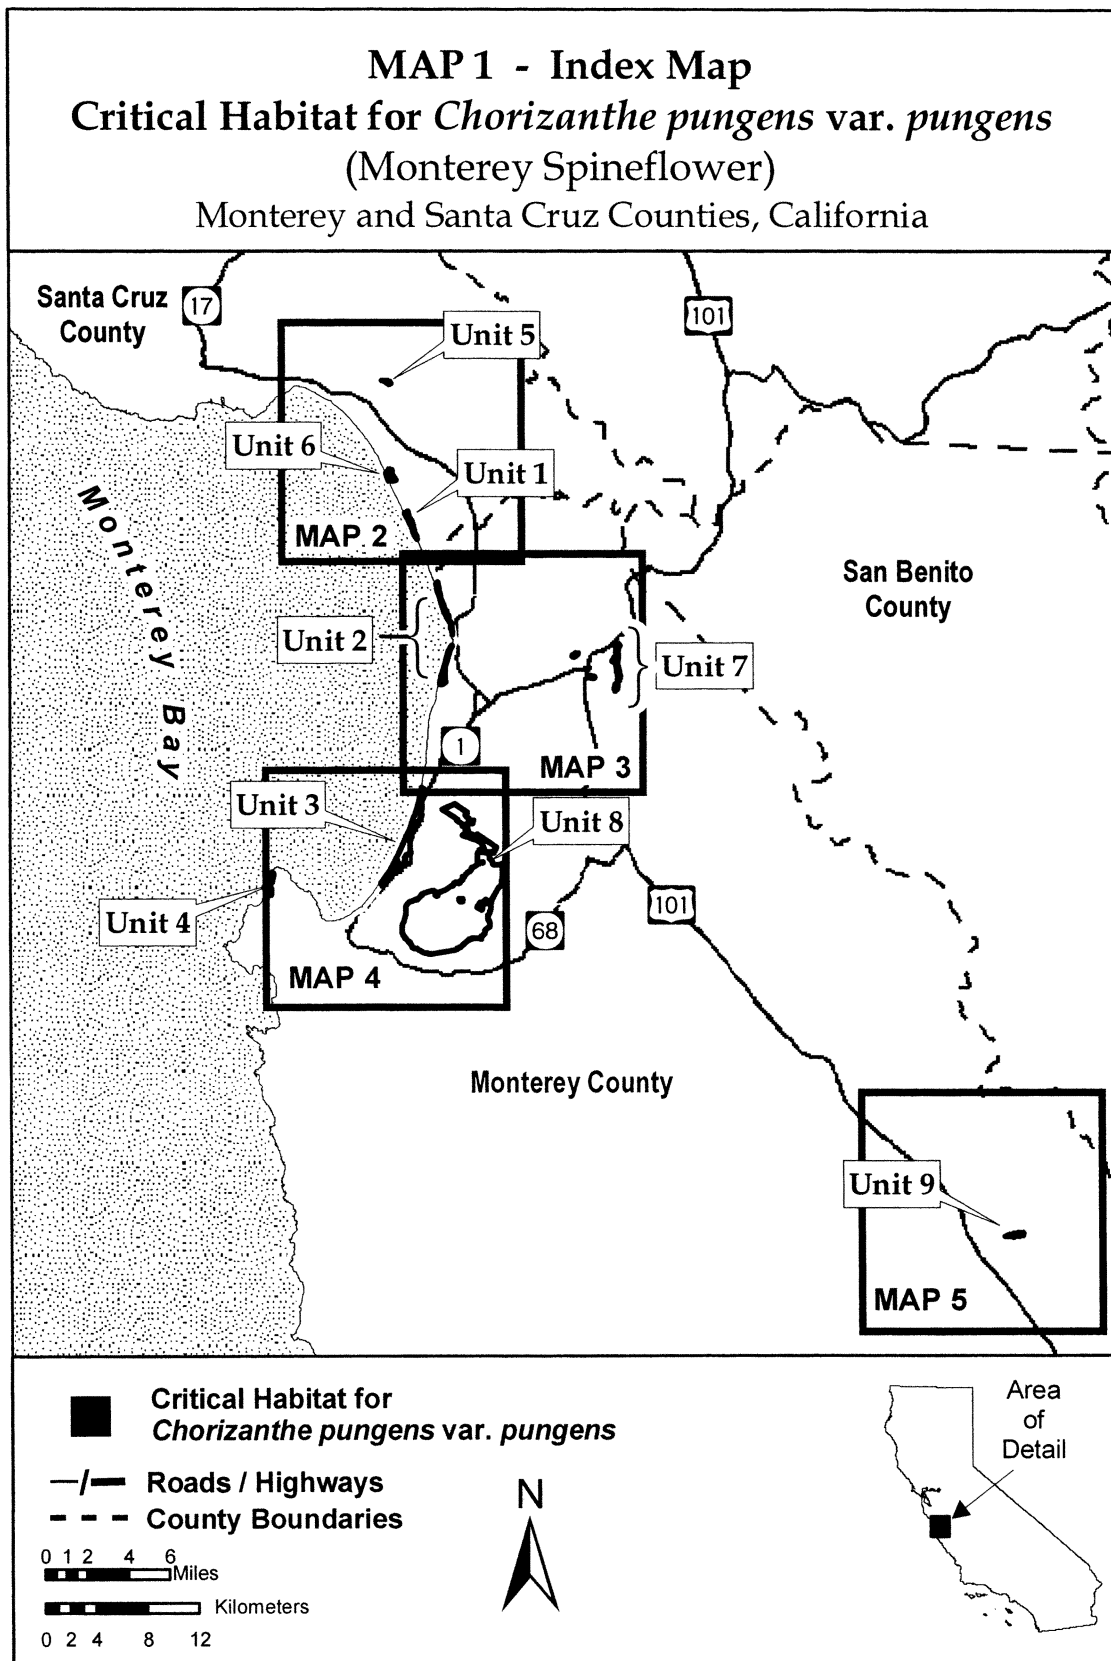 MAP 1 - Index Map
Critical Habitat for Chorizanthe pungens var. pungens
(Monterey Spineflower)
Monterey and Santa Cruz Counties, California
Santa Cruz
County
17
101
Unit 5
Unit 6
Unit 1
MAP 2
Monterey Bay
San Benito
County
Unit 2
Unit 7
1
MAP 3
Unit 3
Unit 8
Unit 4
68
101
MAP 4
Monterey County
Unit 9
MAP 5
Critical Habitat for
Chorizanthe pungens var. pungens
Roads / Highways
County Boundaries
0 1 2 4 6
Miles
Kilometers
0 2 4 8 12
N
Area
of
Detail